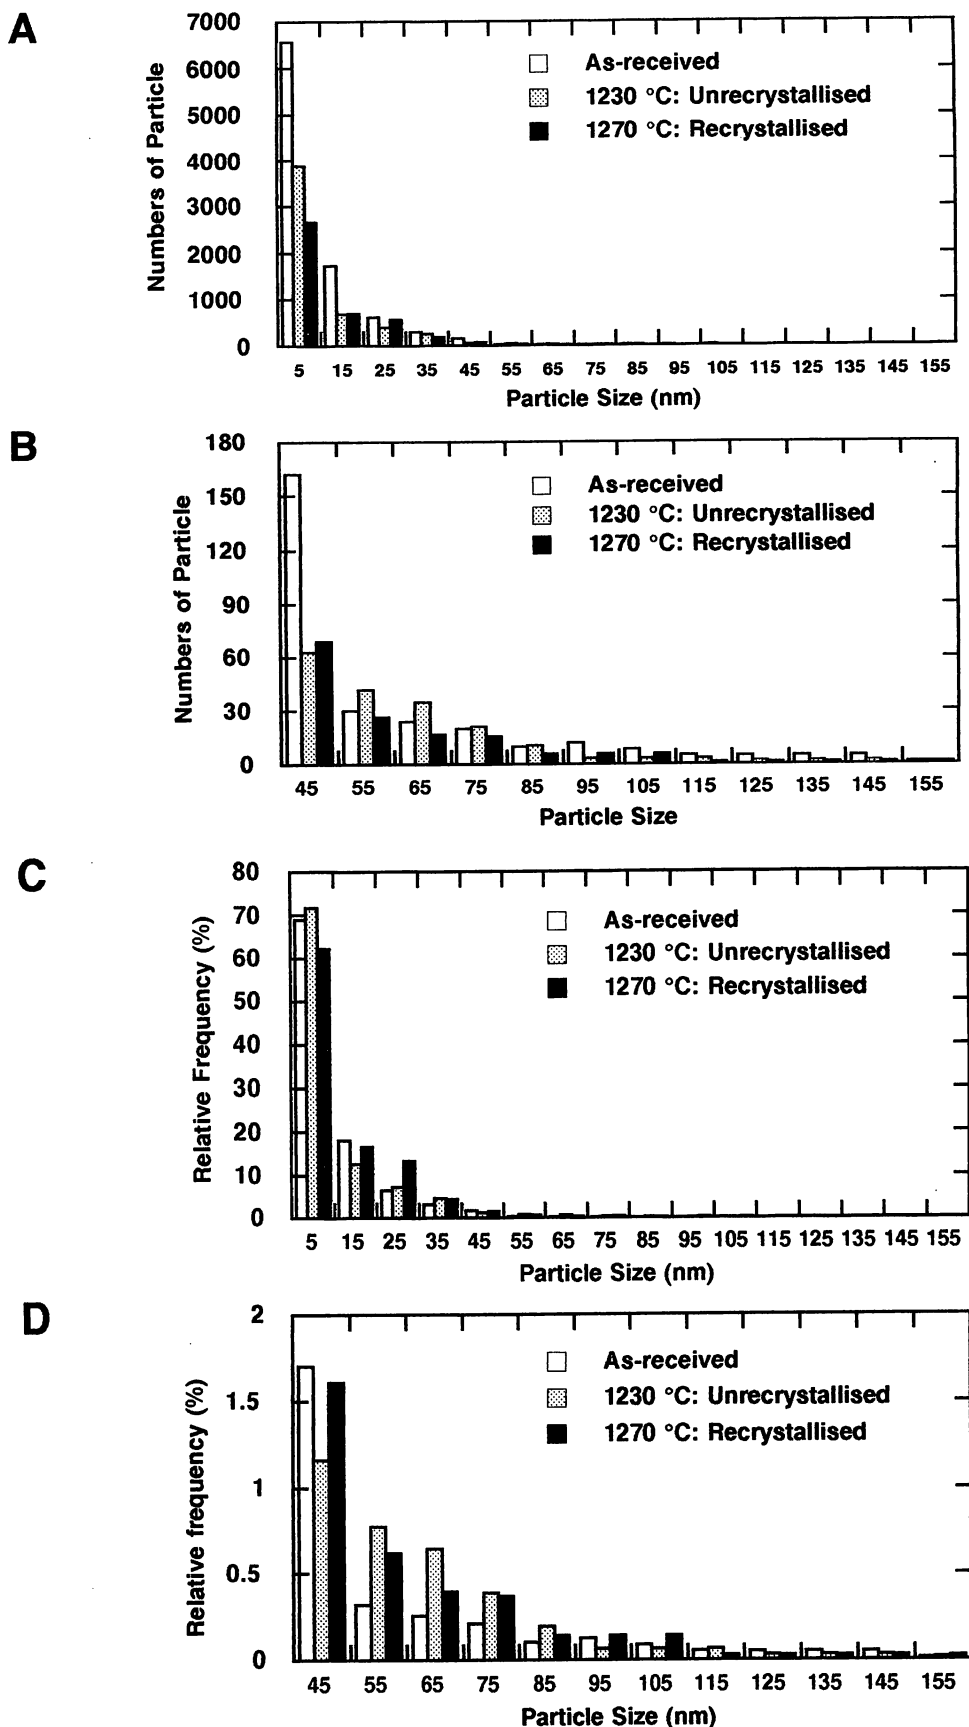 A
7000
6000
5000
4000
3000
2000
1000
0
Numbers of Particle
As-received
1230 °C: Unrecrystallised
1270 °C: Recrystallised
5 15 25 35 45 55 65 75 85 95 105 115 125 135 145 155
Particle Size (nm)
B
180
150
120
90
60
30
0
Numbers of Particle
As-received
1230 °C: Unrecrystallised
1270 °C: Recrystallised
45 55 65 75 85 95 105 115 125 135 145 155
Particle Size
C
80
70
60
50
40
30
20
10
0
Relative Frequency (%)
As-received
1230 °C: Unrecrystallised
1270 °C: Recrystallised
5 15 25 35 45 55 65 75 85 95 105 115 125 135 145 155
Particle Size (nm)
D
2
1.5
1
0.5
0
Relative frequency (%)
As-received
1230 °C: Unrecrystallised
1270 °C: Recrystallised
45 55 65 75 85 95 105 115 125 135 145 155
Particle Size (nm)